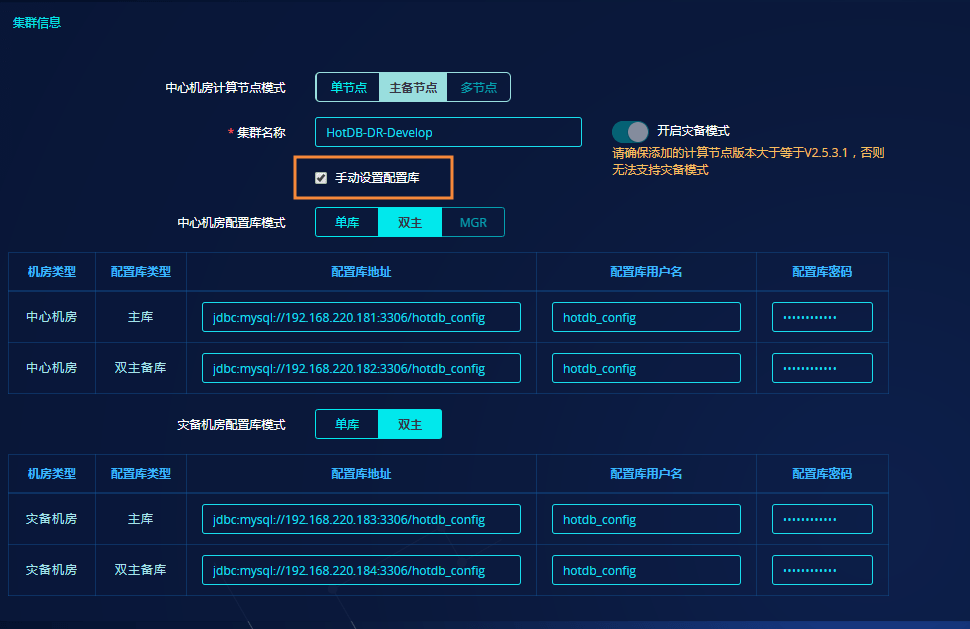 集群信息
中心机房计算节点模式 单节点 主备节点 多节点
* 集群名称 HotDB-DR-Develop 开启灾备模式
请确保添加的计算节点版本大于等于V2.5.3.1，否则
无法支持灾备模式
手动设置配置库
中心机房配置库模式 单库 双主 MGR
机房类型 配置库类型 配置库地址 配置库用户名 配置库密码
中心机房 主库 jdbc:mysql://192.168.220.181:3306/hotdb_config hotdb_config ············
中心机房 双主备库 jdbc:mysql://192.168.220.182:3306/hotdb_config hotdb_config ············
灾备机房配置库模式 单库 双主
机房类型 配置库类型 配置库地址 配置库用户名 配置库密码
灾备机房 主库 jdbc:mysql://192.168.220.183:3306/hotdb_config hotdb_config ············
灾备机房 双主备库 jdbc:mysql://192.168.220.184:3306/hotdb_config hotdb_config ············